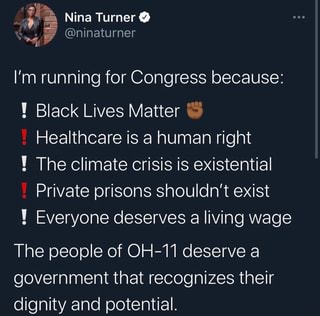 Nina Turner
@ninaturner
I'm running for Congress because:
❕ Black Lives Matter ✊🏾
❗ Healthcare is a human right
❕ The climate crisis is existential
❗ Private prisons shouldn't exist
❕ Everyone deserves a living wage
The people of OH-11 deserve a
government that recognizes their
dignity and potential.